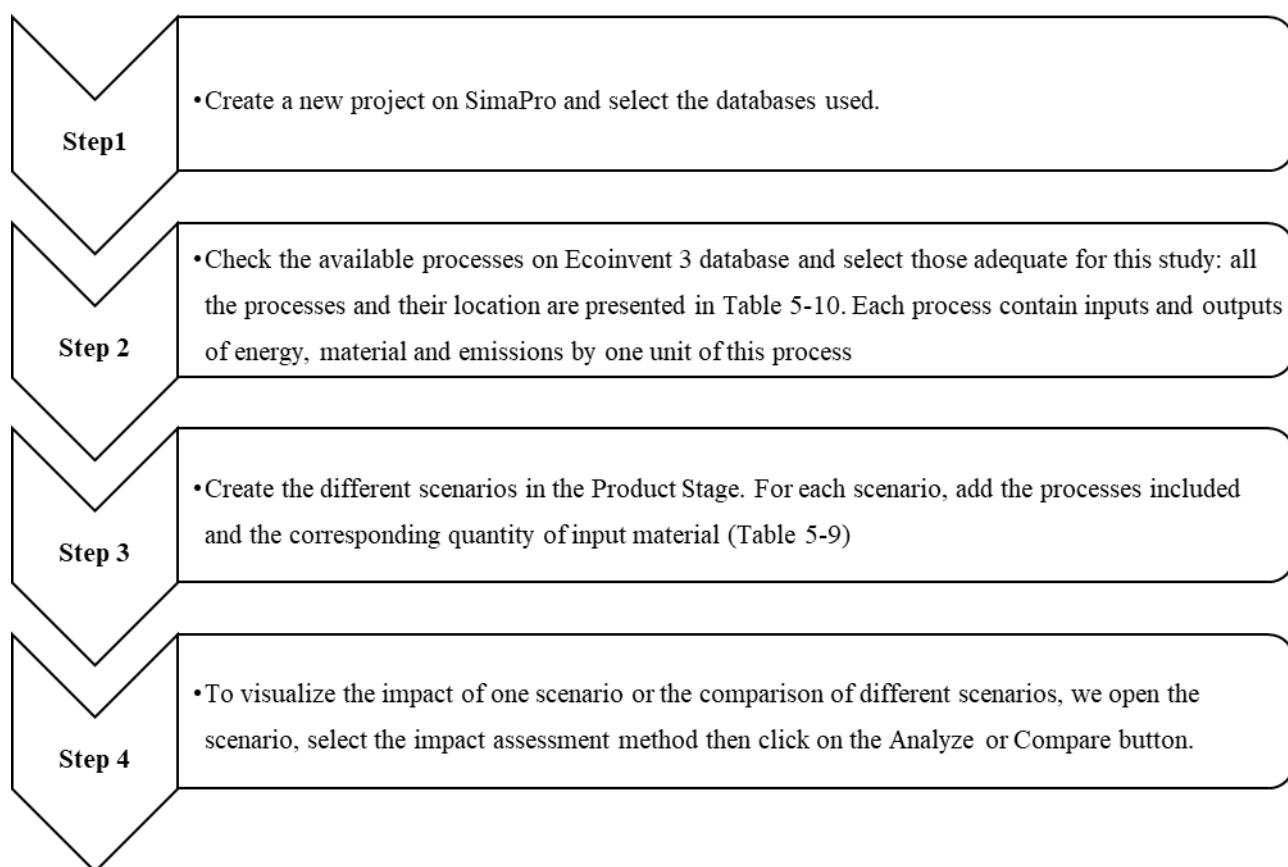 Step1
•Create a new project on SimaPro and select the databases used.
Step 2
•Check the available processes on Ecoinvent 3 database and select those adequate for this study: all
the processes and their location are presented in Table 5-10. Each process contain inputs and outputs
of energy, material and emissions by one unit of this process
Step 3
•Create the different scenarios in the Product Stage. For each scenario, add the processes included
and the corresponding quantity of input material (Table 5-9)
Step 4
•To visualize the impact of one scenario or the comparison of different scenarios, we open the
scenario, select the impact assessment method then click on the Analyze or Compare button.